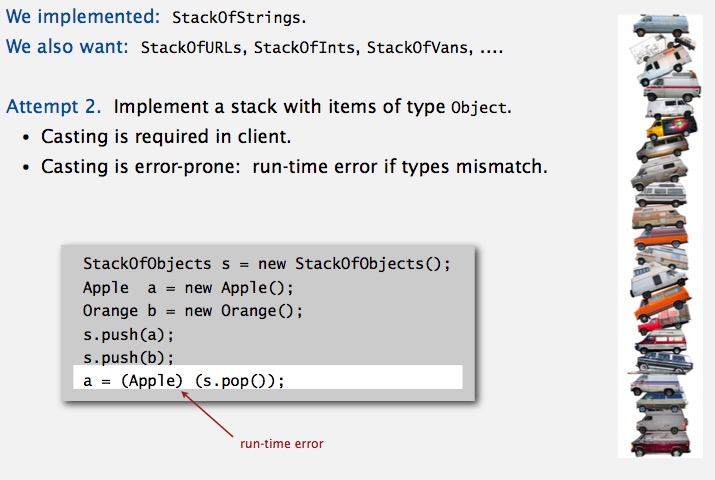 We implemented: StackOfStrings.
We also want: StackOfURLs, StackOfInts, StackOfVans, ….
Attempt 2. Implement a stack with items of type Object.
• Casting is required in client.
• Casting is error-prone: run-time error if types mismatch.
StackOfObjects s = new StackOfObjects();
Apple  a = new Apple();
Orange b = new Orange();
s.push(a);
s.push(b);
a = (Apple) (s.pop());
run-time error